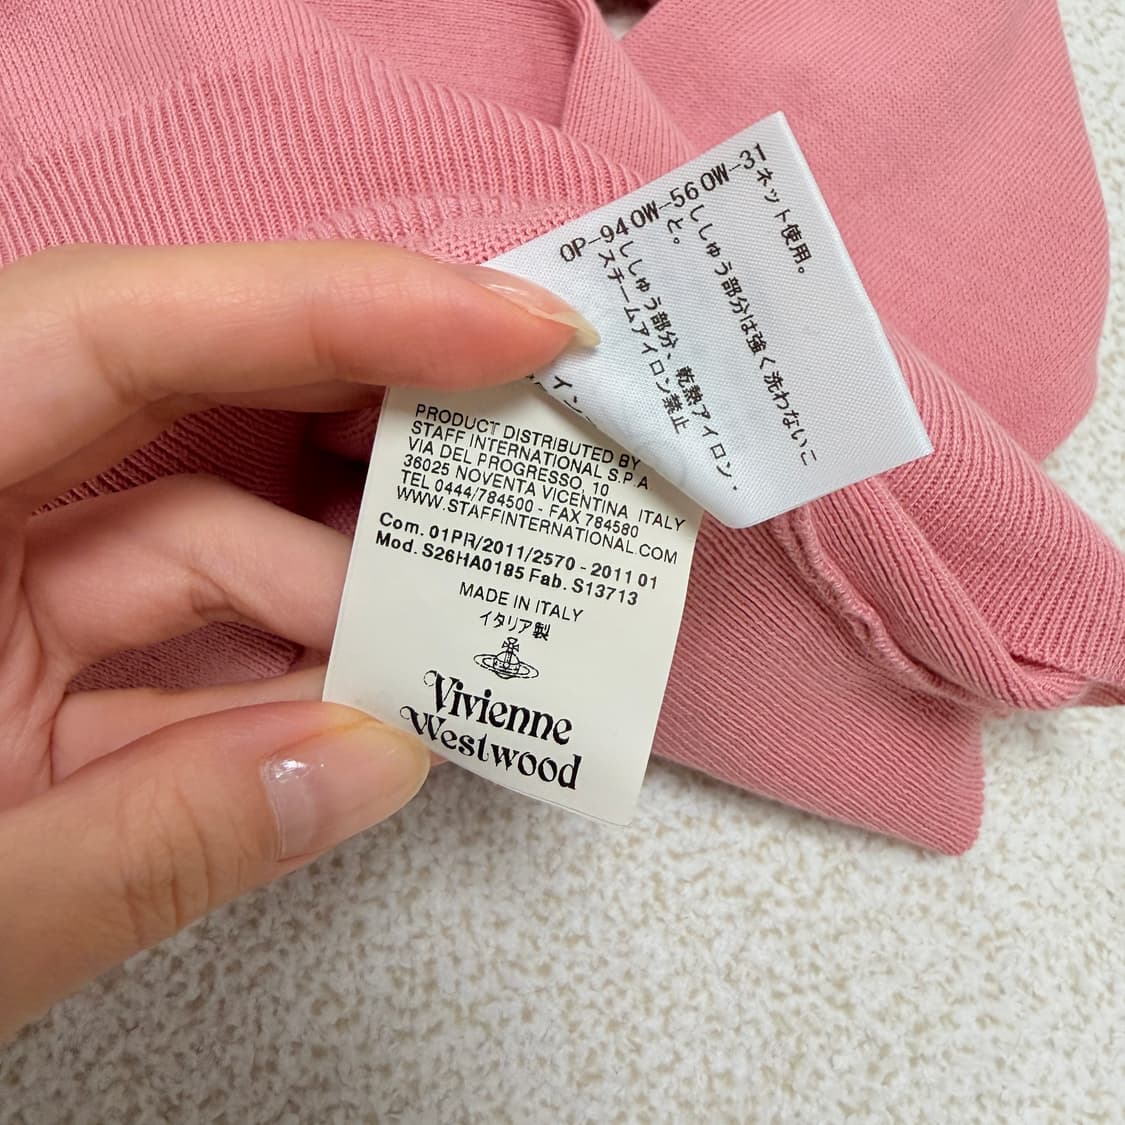 OW-31
ネット使用。
OW-56
ししゅう部分は強く洗わないこ
と。
OP-94
ししゅう部分、乾熱アイロン・
スチームアイロン禁止
PRODUCT DISTRIBUTED BY
STAFF INTERNATIONAL S.P.A
VIA DEL PROGRESSO 10
36025 NOVENTA VICENTINA ITALY
TEL 0444/784500 - FAX 784580
WWW.STAFFINTERNATIONAL.COM
Com. 01PR/2011/2570 - 2011 01
Mod. S26HA0185 Fab. S13713
MADE IN ITALY
イタリア製
Vivienne
Westwood